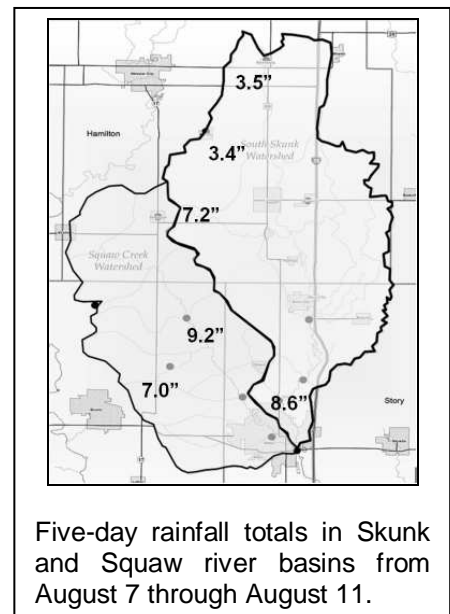 3.5"
Hamilton
South Skunk
Watershed
3.4"
7.2"
Squaw Creek
Watershed
9.2"
7.0"
8.6"
Story
Five-day rainfall totals in Skunk
and Squaw river basins from
August 7 through August 11.